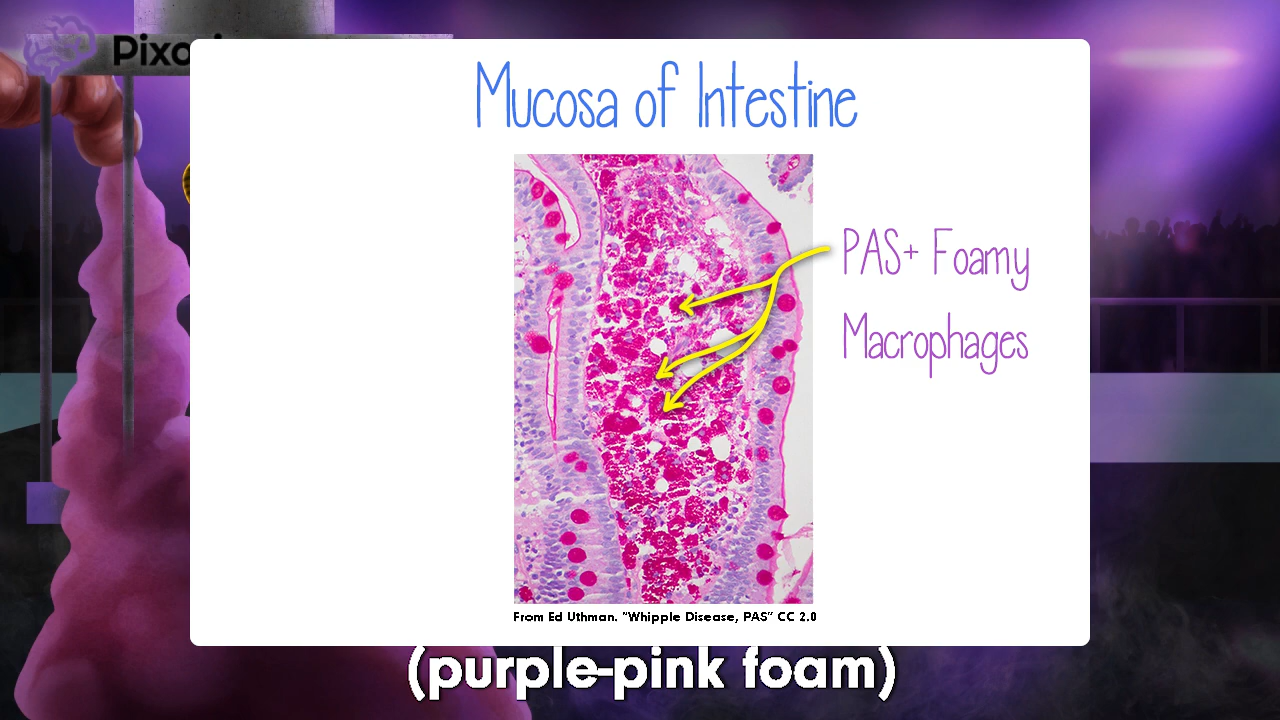 Mucosa of Intestine
PAS+ Foamy
Macrophages
From Ed Uthman. "Whipple Disease, PAS" CC 2.0
(purple-pink foam)